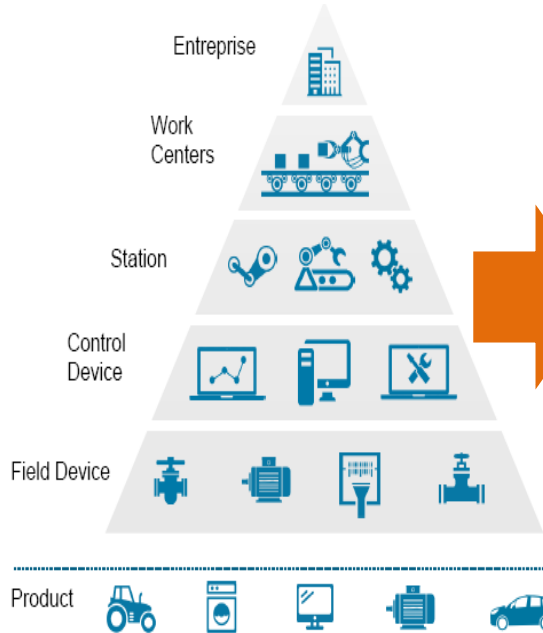 Entreprise
Work
Centers
Station
Control
Device
Field Device
Product